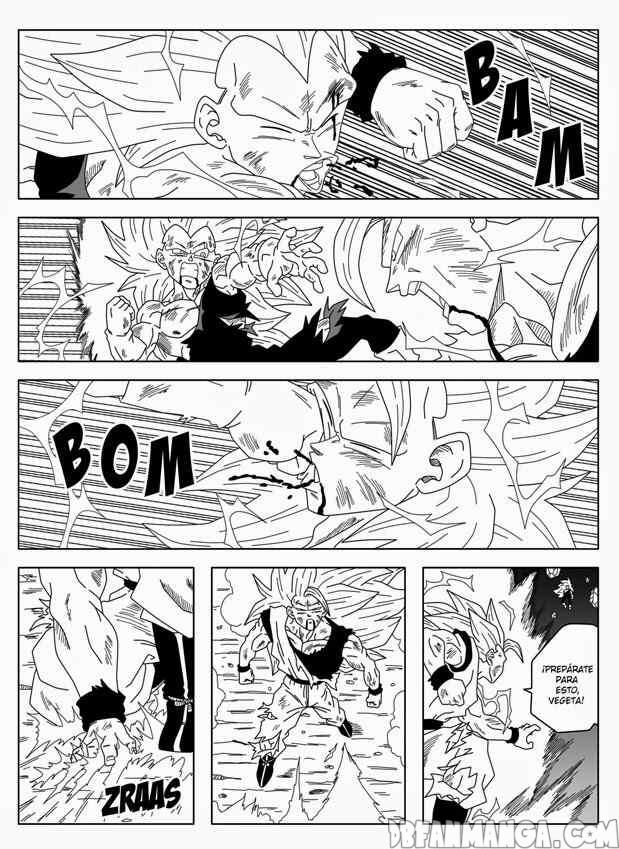 BAM
BOM
ZRAAS
¡PREPÁRATE
PARA
ESTO,
VEGETA!
DBFANMANGA.COM